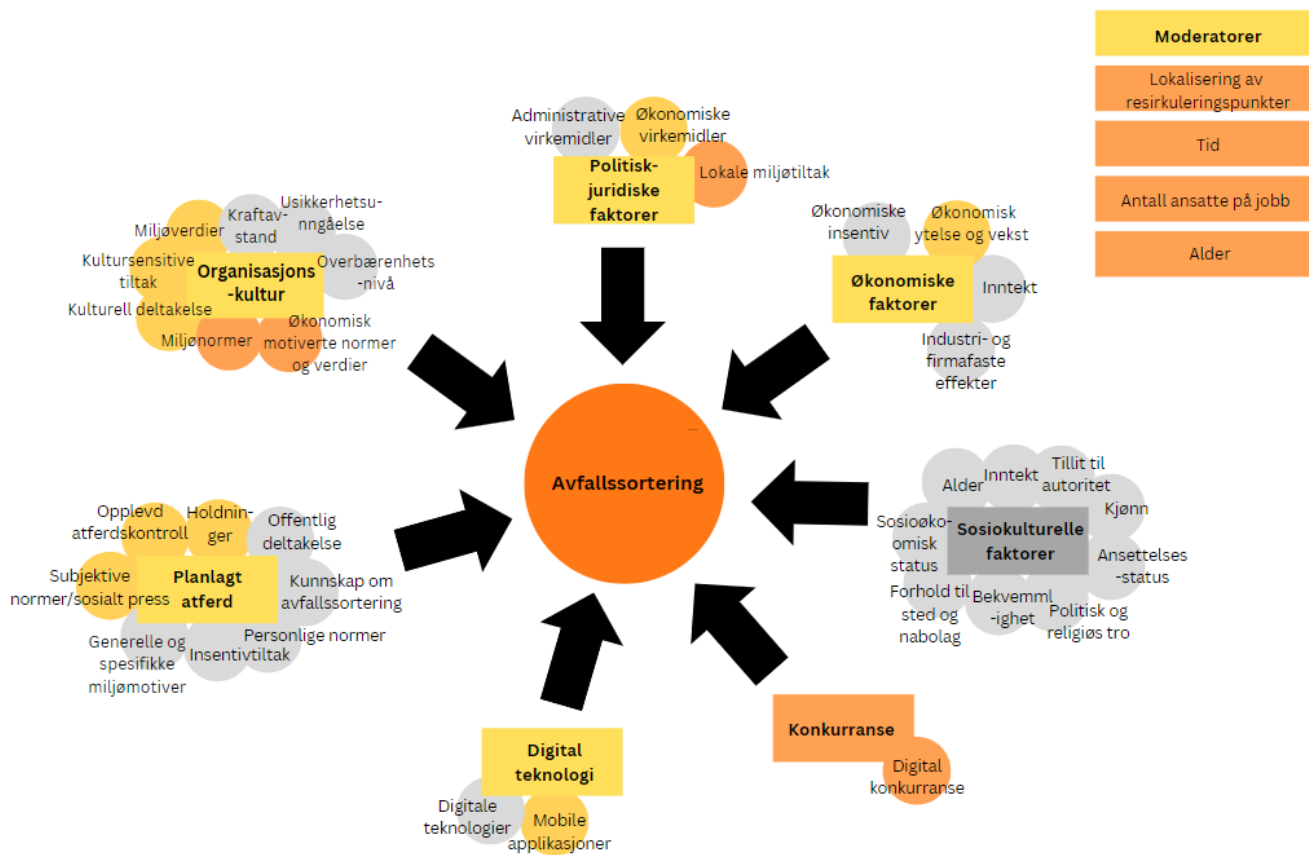 Moderatorer
Lokalisering av
resirkuleringspunkter
Tid
Antall ansatte på jobb
Alder
Administrative
virkemidler
Økonomiske
virkemidler
Lokale miljøtiltak
Politisk-
juridiske
faktorer
Miljøverdier
Kraftav-
stand
Usikkerhetsu-
nngåelse
Kultursensitive
tiltak
Overbærenhets
-nivå
Kulturell deltakelse
Miljønormer
Økonomisk
motiverte normer
og verdier
Organisasjons
-kultur
Økonomiske
insentiv
Økonomisk
ytelse og vekst
Inntekt
Industri- og
firmafaste
effekter
Økonomiske
faktorer
Avfallssortering
Opplevd
atferdskontroll
Holdnin-
ger
Offentlig
deltakelse
Subjektive
normer/sosialt press
Kunnskap om
avfallssortering
Generelle og
spesifikke
miljømotiver
Insentivtiltak
Personlige normer
Planlagt
atferd
Alder
Inntekt
Tillit til
autoritet
Kjønn
Sosioøko-
omisk
status
Ansettelses
-status
Forhold til
sted og
nabolag
Bekvemml
-ighet
Politisk og
religiøs tro
Sosiokulturelle
faktorer
Digital
teknologi
Digitale
teknologier
Mobile
applikasjoner
Konkurranse
Digital
konkurranse